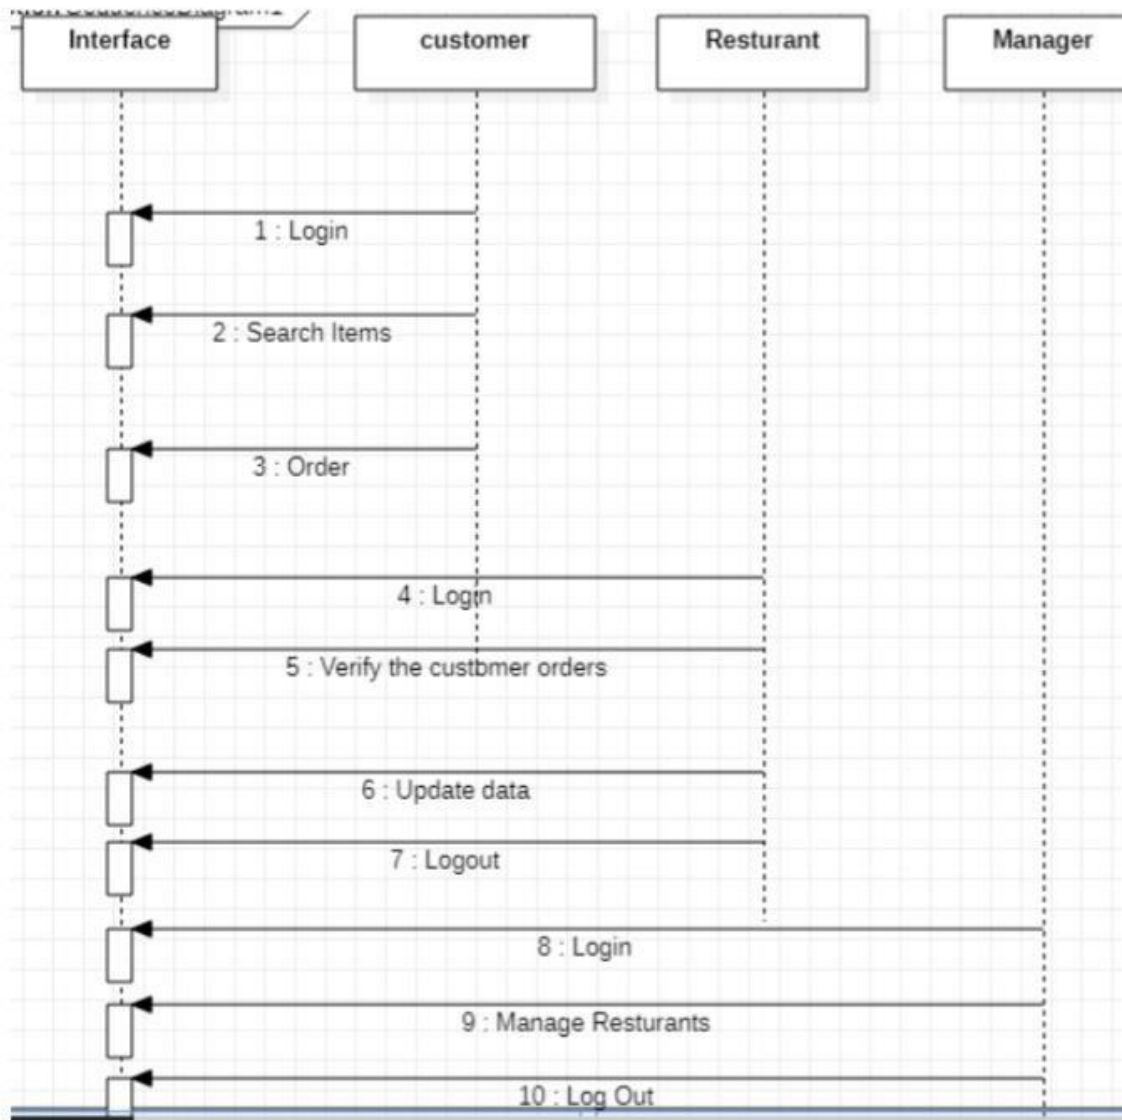 Interface
customer
Resturant
Manager
1 : Login
2 : Search Items
3 : Order
4 : Login
5 : Verify the customer orders
6 : Update data
7 : Logout
8 : Login
9 : Manage Resturants
10 : Log Out